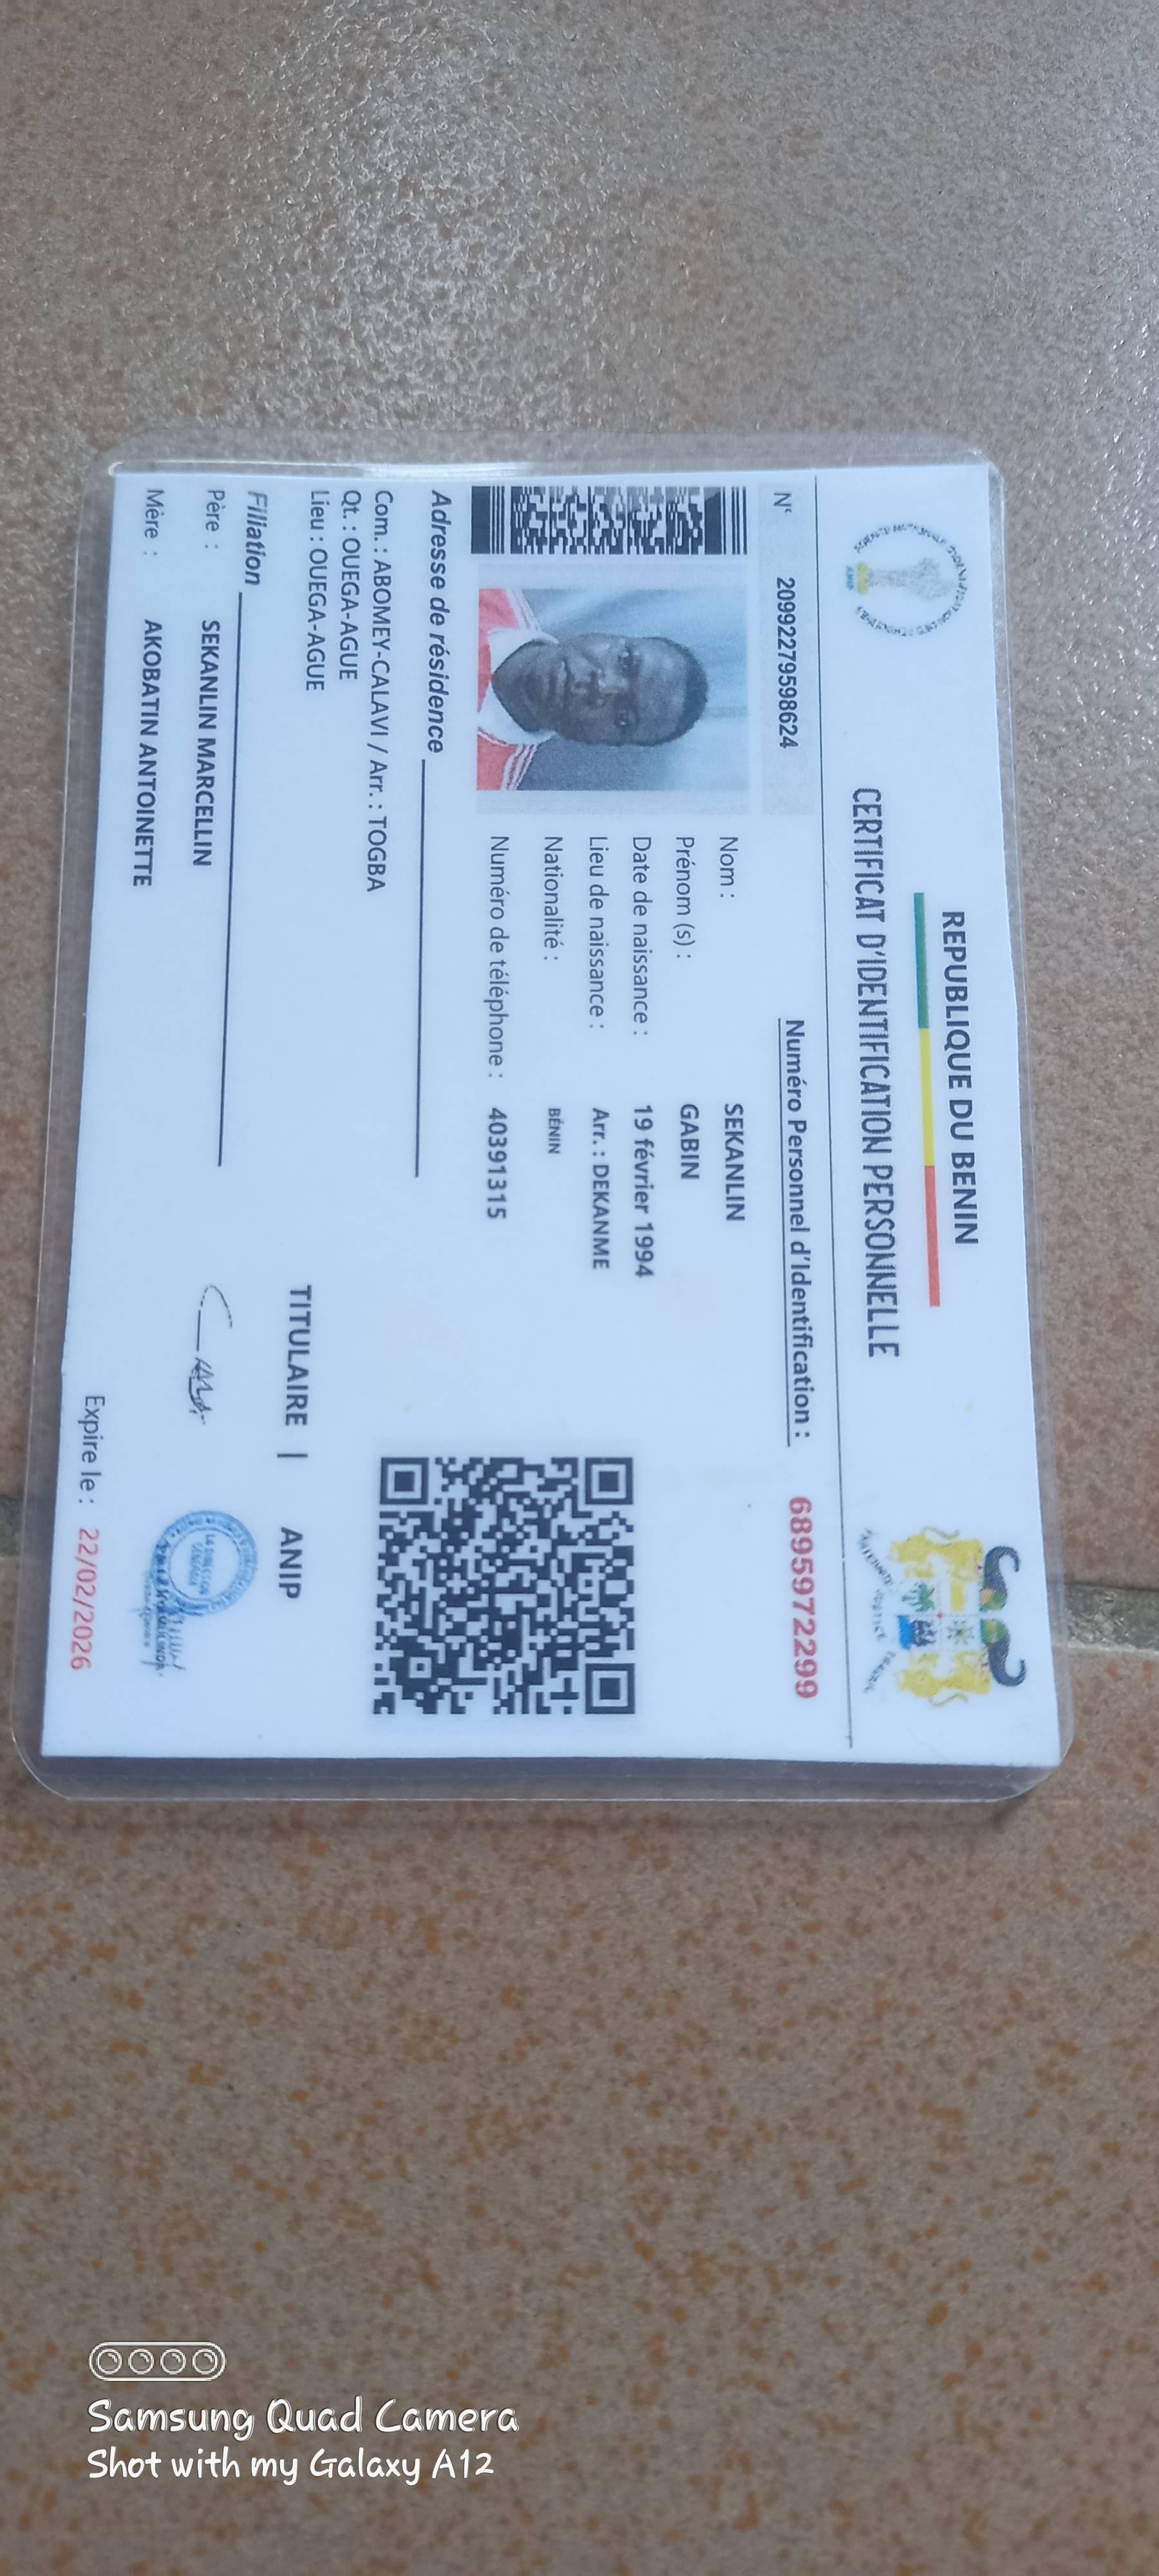 REPUBLIQUE DU BENIN
CERTIFICAT D'IDENTIFICATION PERSONNELLE
N° 20992279598624
Numéro Personnel d'Identification : 6895972299
Nom : SEKANLIN
Prénom (s) : GABIN
Date de naissance : 19 février 1994
Lieu de naissance : Arr. : DEKANME
Nationalité : BÉNIN
Numéro de téléphone : 40391315
Adresse de résidence
Com. : ABOMEY-CALAVI / Arr. : TOGBA
Qt. : OUEGA-AGUE
Lieu : OUEGA-AGUE
Filiation
Père : SEKANLIN MARCELLIN
Mère : AKOBATIN ANTOINETTE
TITULAIRE | ANIP
Expire le : 22/02/2026
Samsung Quad Camera
Shot with my Galaxy A12